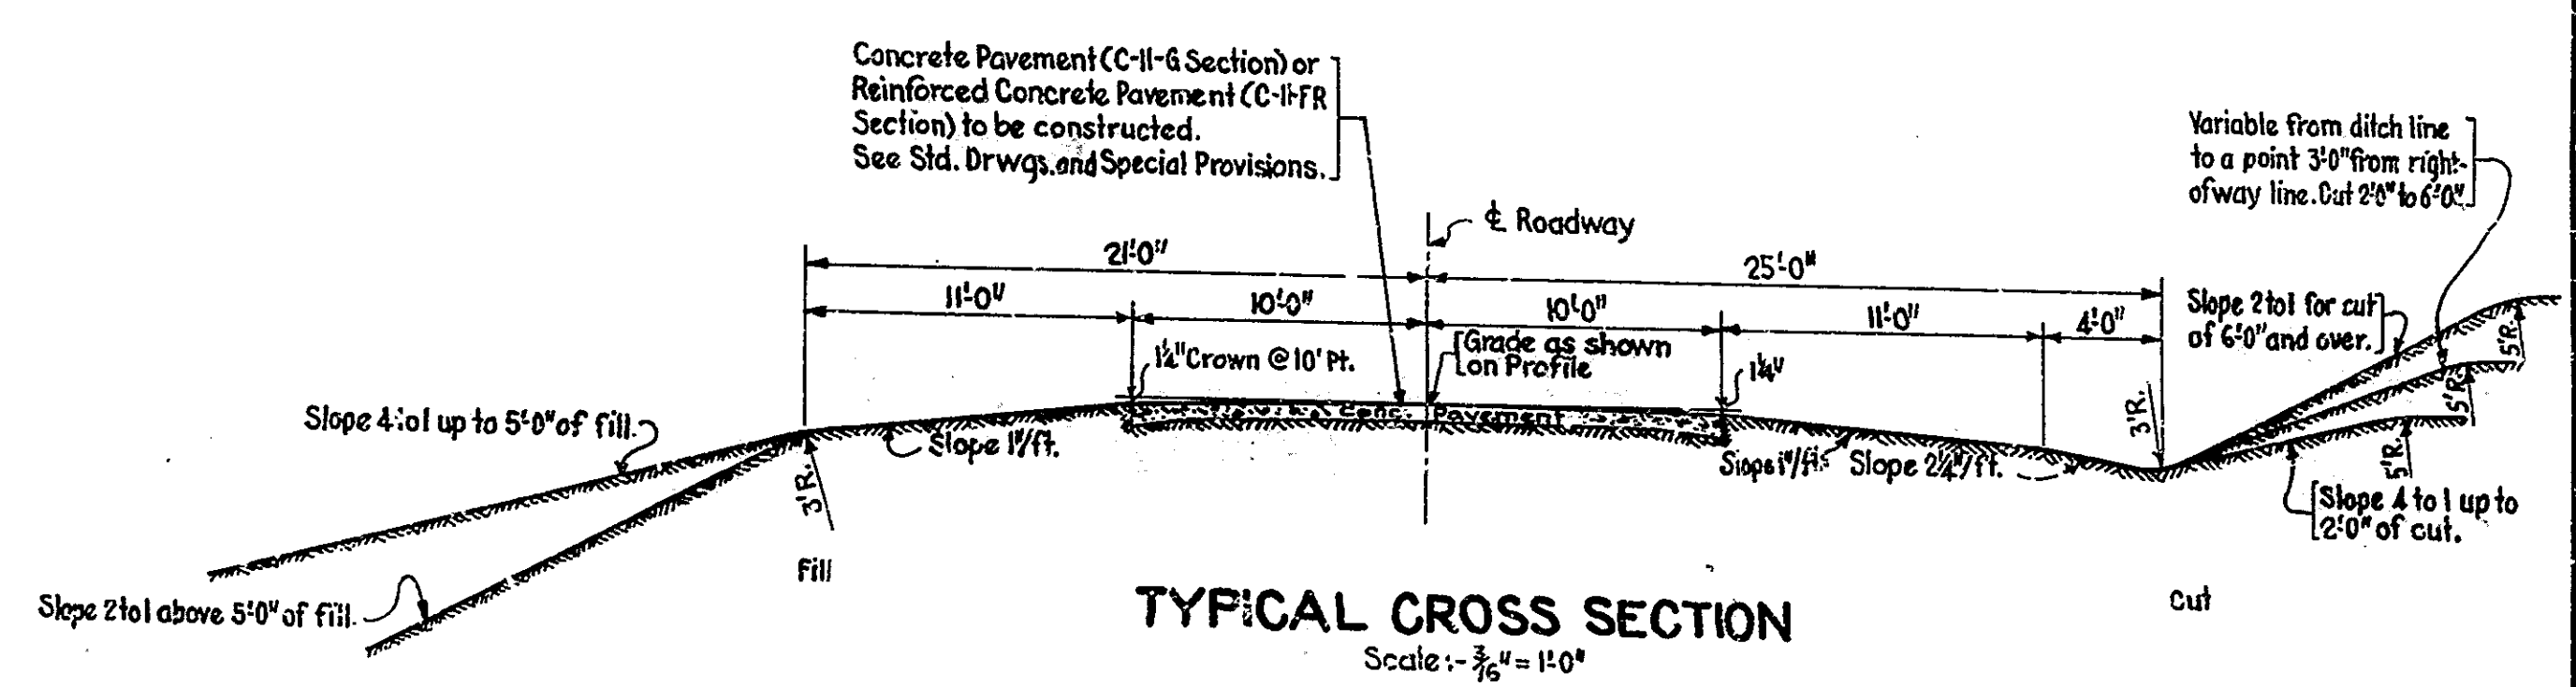 Concrete Pavement (C-11-G Section) or
Reinforced Concrete Pavement (C-11-FR
Section) to be constructed.
See Std. Drwgs. and Special Provisions.
Variable from ditch line
to a point 3'-0" from right-
of way line. Cut 2'-0" to 6'-0"
℄ Roadway
21'-0"
25'-0"
11'-0"
10'-0"
10'-0"
11'-0"
4'-0"
Slope 2 to 1 for cut
of 6'-0" and over.
1¼" Crown @ 10' Pt.
Grade as shown
on Profile
1¼"
5'R.
5'R.
5'R.
3'R.
Slope 4 to 1 up to 5'-0" of fill.
Conc. Pavement
Slope 1"/ft.
Slope 1"/ft.
Slope 2¼"/ft.
3'R.
Slope 4 to 1 up to
2'-0" of cut.
Fill
Cut
Slope 2 to 1 above 5'-0" of fill.
TYPICAL CROSS SECTION
Scale:- 3/16" = 1'-0"